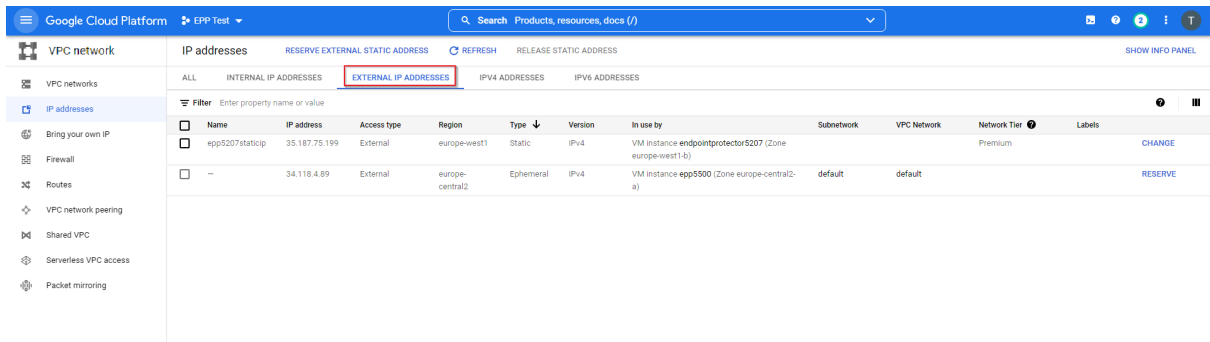 Google Cloud Platform EPP Test Search Products, resources, docs (/) 2 T
VPC network IP addresses RESERVE EXTERNAL STATIC ADDRESS REFRESH RELEASE STATIC ADDRESS SHOW INFO PANEL
ALL INTERNAL IP ADDRESSES EXTERNAL IP ADDRESSES IPV4 ADDRESSES IPV6 ADDRESSES
VPC networks
IP addresses
Bring your own IP
Firewall
Routes
VPC network peering
Shared VPC
Serverless VPC access
Packet mirroring
Filter Enter property name or value
Name IP address Access type Region Type Version In use by Subnetwork VPC Network Network Tier Labels
epp5207staticip 35.187.75.199 External europe-west1 Static IPv4 VM instance endpointprotector5207 (Zone Premium CHANGE
europe-west1-b)
— 34.118.4.89 External europe- Ephemeral IPv4 VM instance epp5500 (Zone europe-central2- default default RESERVE
central2 a)